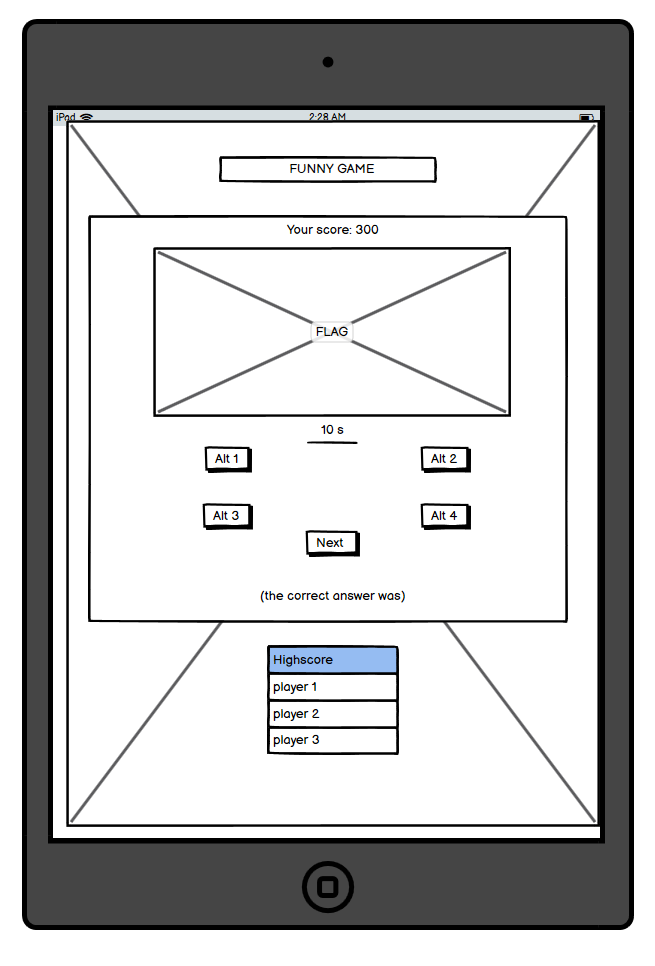 iPad 2:28 AM
FUNNY GAME
Your score: 300
FLAG
10 s
Alt 1 Alt 2
Alt 3 Alt 4
Next
(the correct answer was)
Highscore
player 1
player 2
player 3